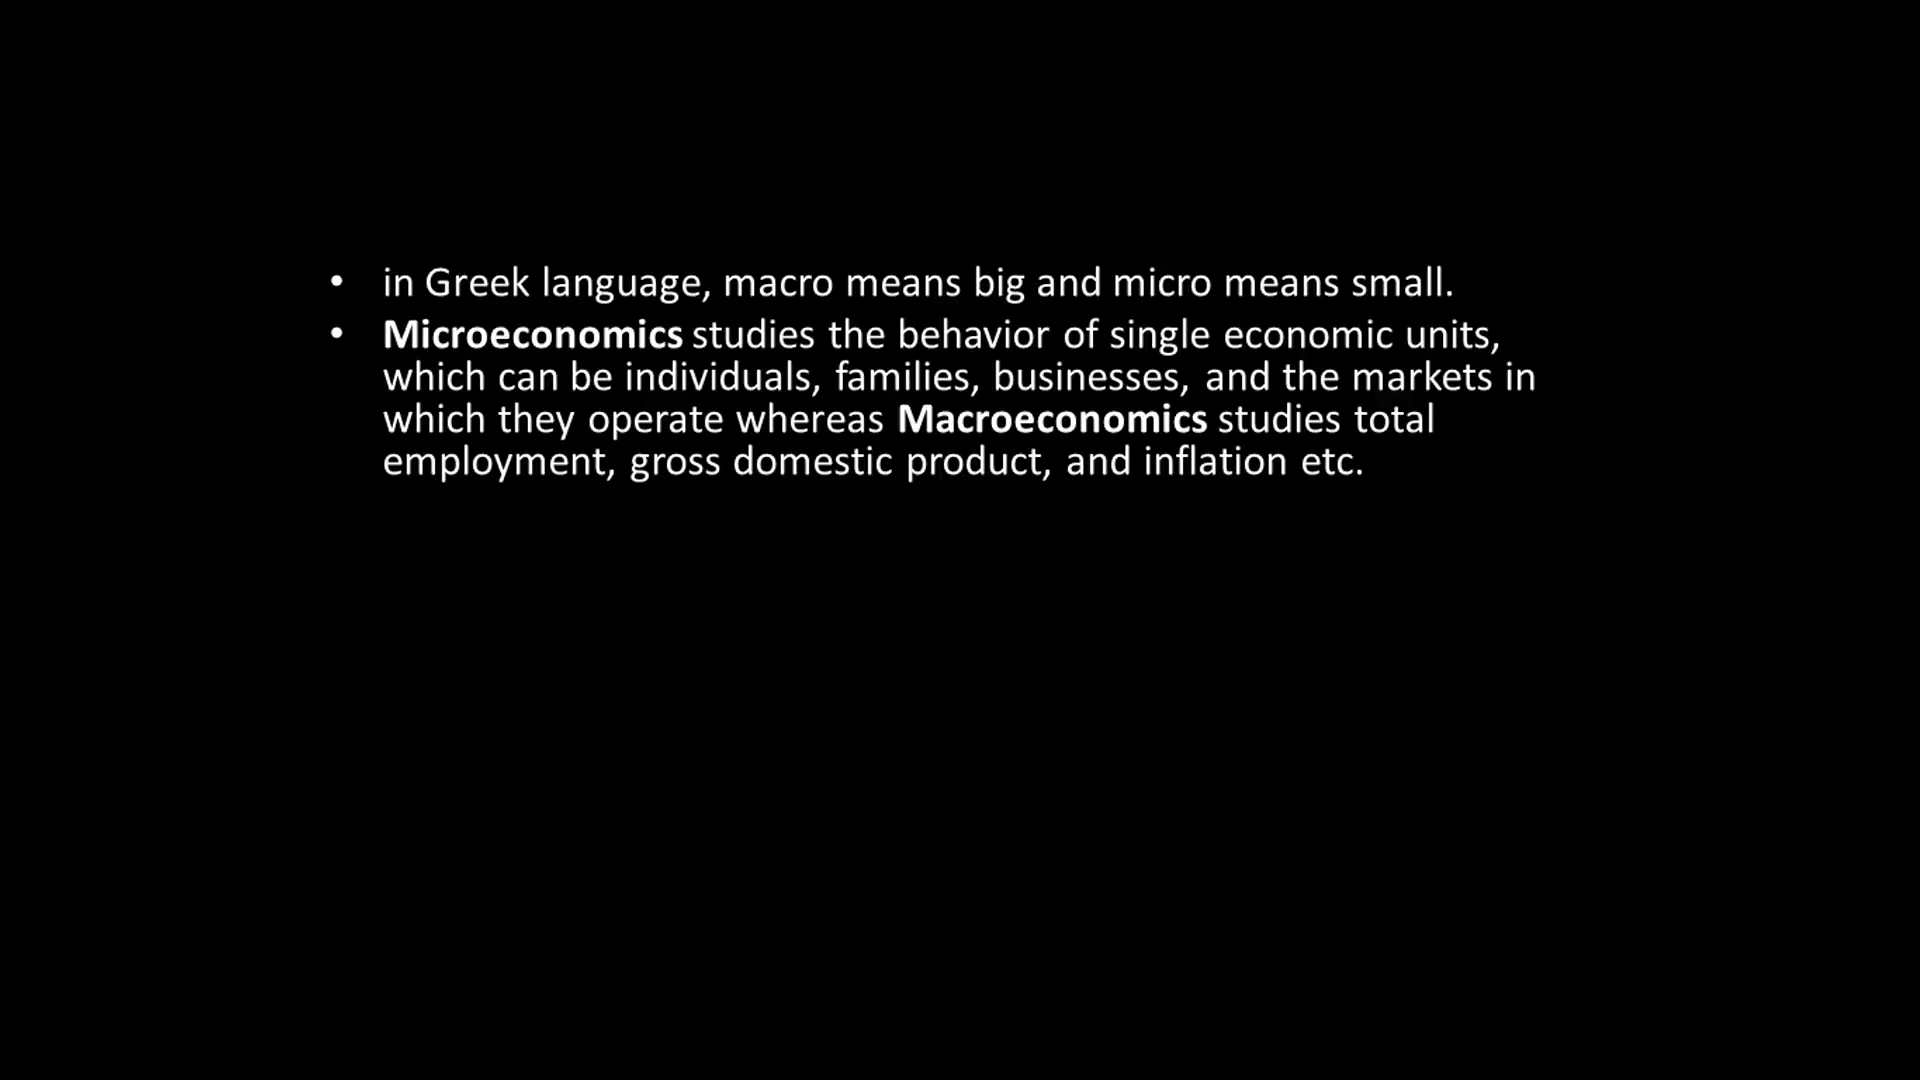 • in Greek language, macro means big and micro means small.
• Microeconomics studies the behavior of single economic units,
which can be individuals, families, businesses, and the markets in
which they operate whereas Macroeconomics studies total
employment, gross domestic product, and inflation etc.